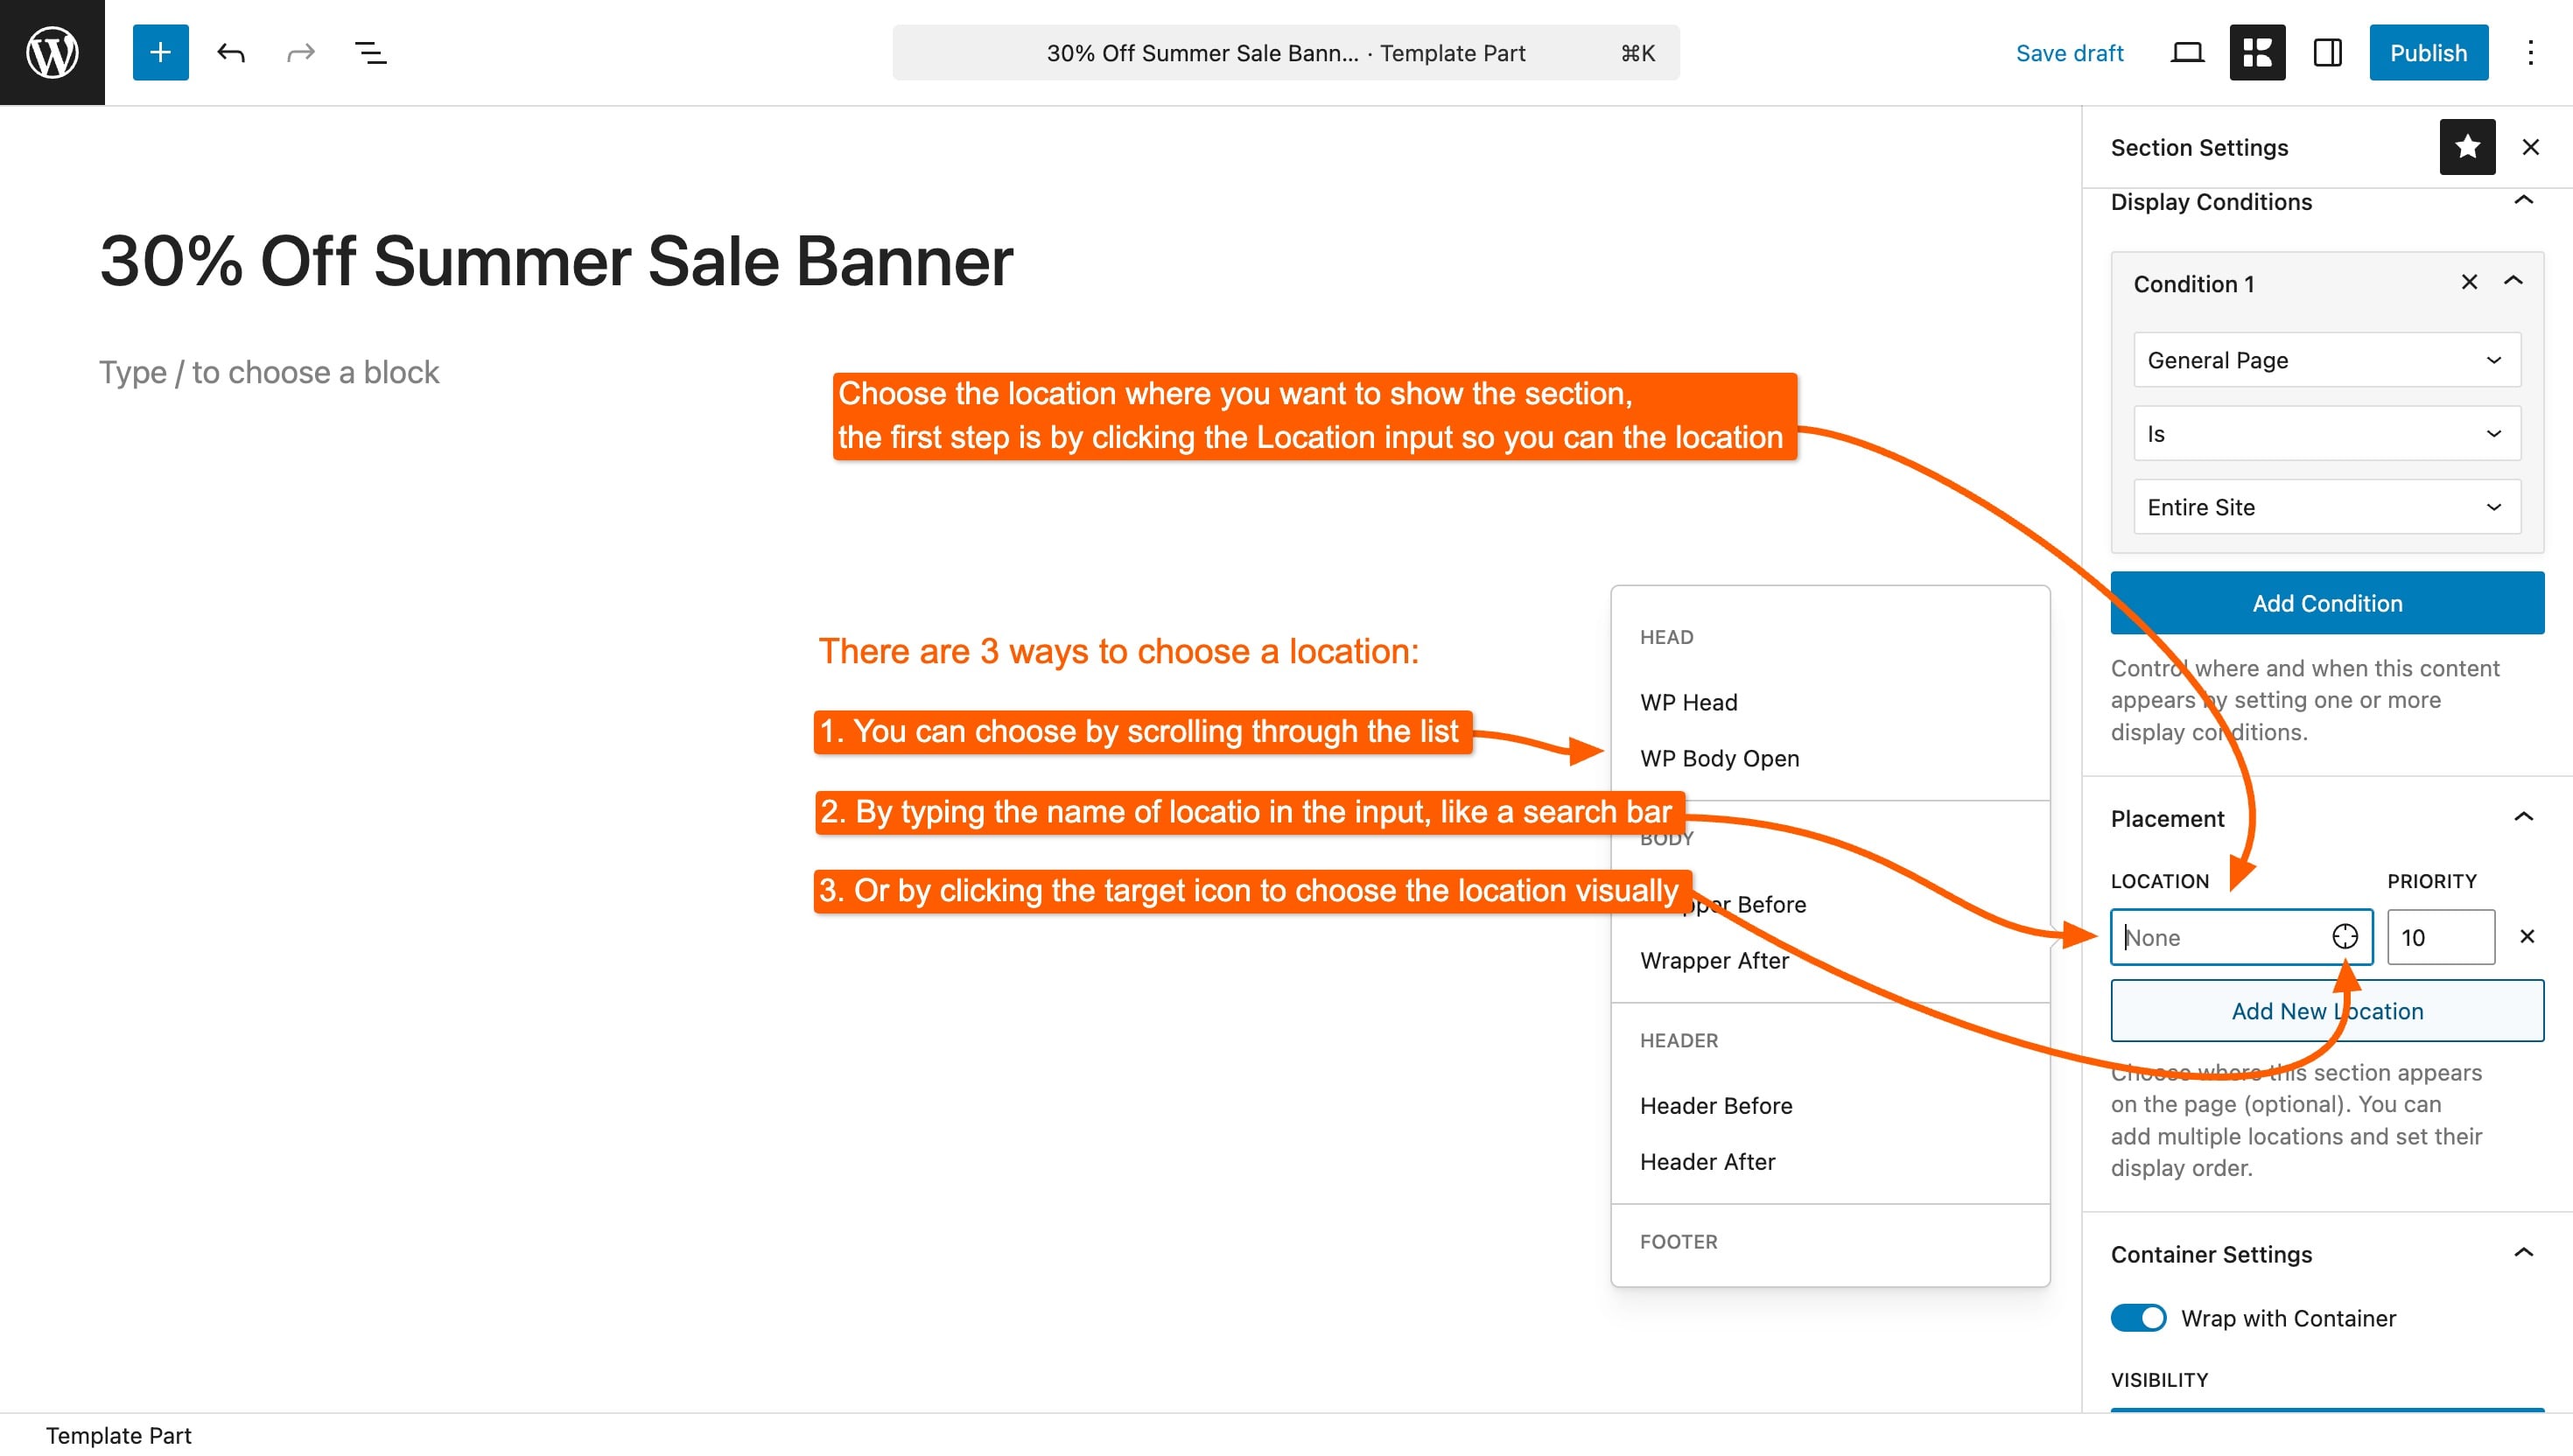 30% Off Summer Sale Bann... · Template Part
⌘K
Save draft
Publish
Section Settings
Display Conditions
30% Off Summer Sale Banner
Type / to choose a block
Condition 1
General Page
Is
Entire Site
Add Condition
Control where and when this content
appears by setting one or more
display conditions.
Choose the location where you want to show the section,
the first step is by clicking the Location input so you can the location
There are 3 ways to choose a location:
1. You can choose by scrolling through the list
2. By typing the name of locatio in the input, like a search bar
3. Or by clicking the target icon to choose the location visually
HEAD
WP Head
WP Body Open
BODY
Before
Wrapper After
HEADER
Header Before
Header After
FOOTER
Placement
LOCATION
PRIORITY
None
10
Add New Location
Choose where this section appears
on the page (optional). You can
add multiple locations and set their
display order.
Container Settings
Wrap with Container
VISIBILITY
Template Part